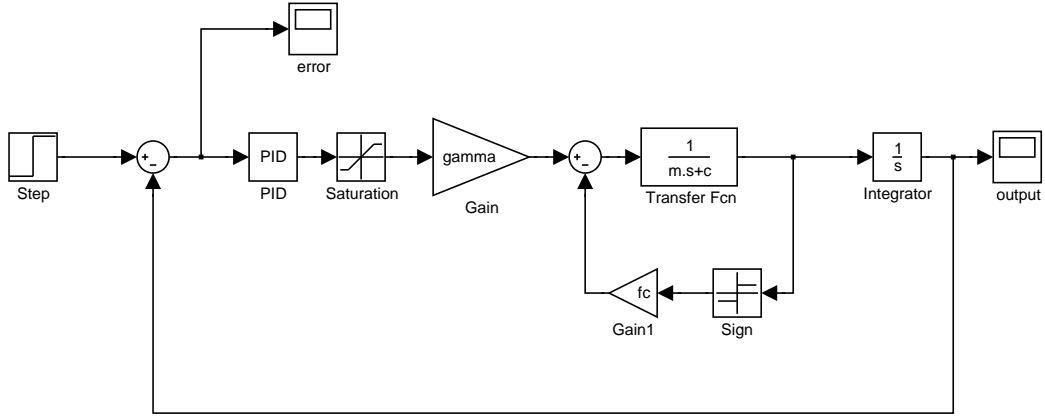 error
Step
+
−
PID
PID
Saturation
gamma
Gain
+
−
1
m.s+c
Transfer Fcn
1
s
Integrator
output
fc
Gain1
Sign